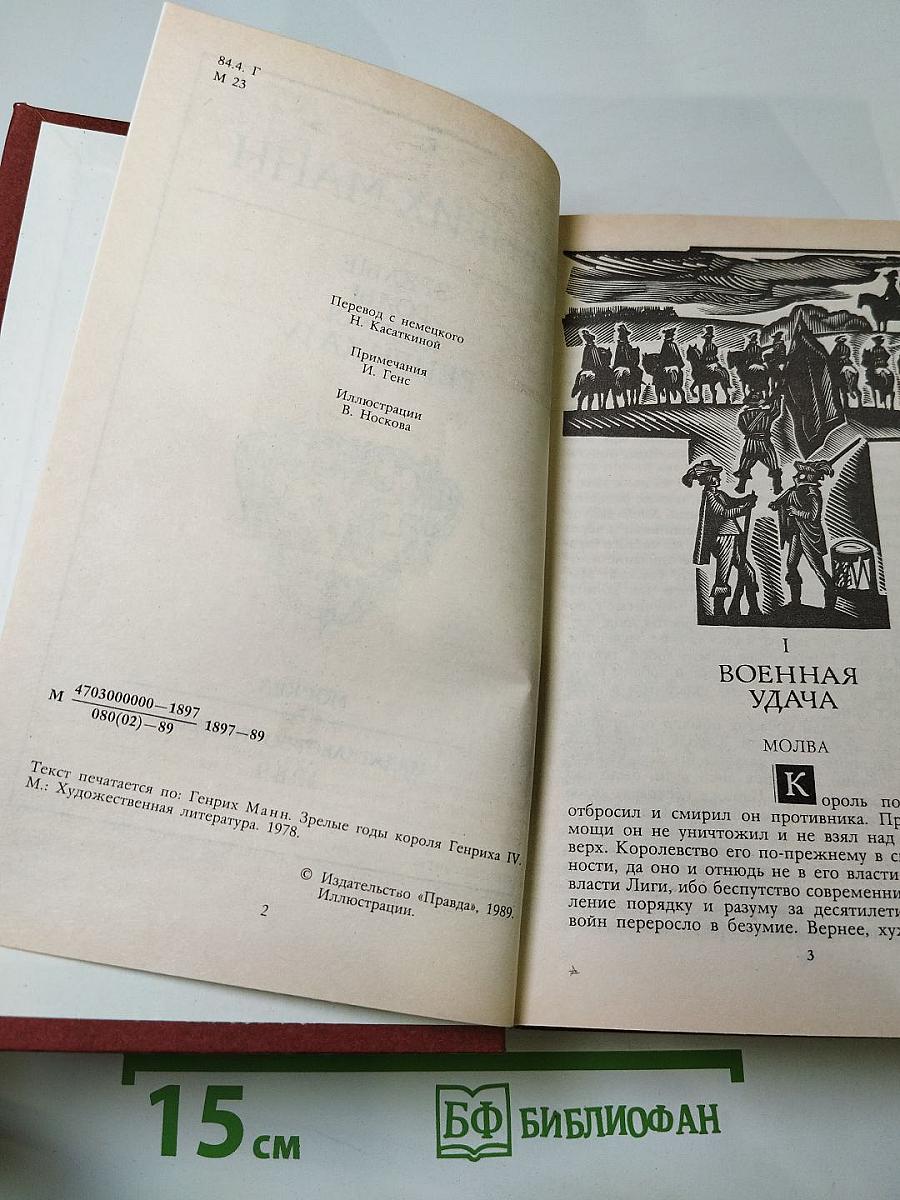 84.4. Г
М 23
Перевод с немецкого
Н. Касаткиной
Примечания
И. Генс
Иллюстрации
В. Носкова
М 4703000000—1897
080(02)—89 1897—89
Текст печатается по: Генрих Манн. Зрелые годы короля Генриха IV.
М.: Художественная литература. 1978.
© Издательство «Правда», 1989.
Иллюстрации.
2
I
ВОЕННАЯ
УДАЧА
МОЛВА
Король по
отбросил и смирил он противника. Пр
мощи он не уничтожил и не взял над
верх. Королевство его по-прежнему в
ности, да оно и отнюдь не в его власти
власти Лиги, ибо беспутство современни
ление порядку и разуму за десятилети
войн переросло в безумие. Вернее, ху
3
15 см
БФ БИБЛИОФАН